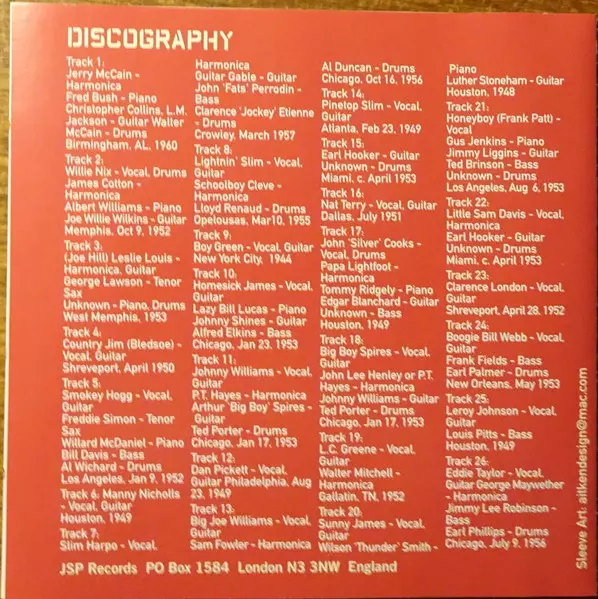 DISCOGRAPHY
Track 1:
Jerry McCain -
Harmonica
Fred Bush - Piano
Christopher Collins, L.M.
Jackson - Guitar Walter
McCain - Drums
Birmingham, AL, 1960
Track 2:
Willie Nix - Vocal, Drums
James Cotton -
Harmonica
Albert Williams - Piano
Joe Willie Wilkins - Guitar
Memphis, Oct 9, 1952
Track 3:
(Joe Hill) Leslie Louis -
Harmonica, Guitar
George Lawson - Tenor
Sax
Unknown - Piano, Drums
West Memphis, 1953
Track 4:
Country Jim (Bledsoe) -
Vocal, Guitar
Shreveport, April 1950
Track 5:
Smokey Hogg - Vocal,
Guitar
Freddie Simon - Tenor
Sax
Willard McDaniel - Piano
Bill Davis - Bass
Al Wichard - Drums
Los Angeles, Jan 9, 1952
Track 6: Manny Nicholls
- Vocal, Guitar
Houston, 1949
Track 7:
Slim Harpo - Vocal,
Harmonica
Guitar Gable - Guitar
John 'Fats' Perrodin -
Bass
Clarence 'Jockey' Etienne
- Drums
Crowley, March 1957
Track 8:
Lightnin' Slim - Vocal,
Guitar
Schoolboy Cleve -
Harmonica
Lloyd Renaud - Drums
Opelousas, Mar10, 1955
Track 9:
Boy Green - Vocal, Guitar
New York City, 1944
Track 10:
Homesick James - Vocal,
Guitar
Lazy Bill Lucas - Piano
Johnny Shines - Guitar
Alfred Elkins - Bass
Chicago, Jan 23, 1953
Track 11:
Johnny Williams - Vocal,
Guitar
P.T. Hayes - Harmonica
Arthur 'Big Boy' Spires -
Guitar
Ted Porter - Drums
Chicago, Jan 17, 1953
Track 12:
Dan Pickett - Vocal,
Guitar Philadelphia, Aug
23, 1949
Track 13:
Big Joe Williams - Vocal,
Guitar
Sam Fowler - Harmonica
Al Duncan - Drums
Chicago, Oct 16, 1956
Track 14:
Pinetop Slim - Vocal,
Guitar
Atlanta, Feb 23, 1949
Track 15:
Earl Hooker - Guitar
Unknown - Drums
Miami, c. April 1953
Track 16:
Nat Terry - Vocal, Guitar
Dallas, July 1951
Track 17:
John 'Silver' Cooks -
Vocal, Drums
Papa Lightfoot -
Harmonica
Tommy Ridgely - Piano
Edgar Blanchard - Guitar
Unknown - Bass
Houston, 1949
Track 18:
Big Boy Spires - Vocal,
Guitar
John Lee Henley or P.T.
Hayes - Harmonica
Johnny Williams - Guitar
Ted Porter - Drums
Chicago, Jan 17, 1953
Track 19:
L.C. Greene - Vocal,
Guitar
Walter Mitchell -
Harmonica
Gallatin, TN, 1952
Track 20:
Sunny James - Vocal,
Guitar
Wilson 'Thunder' Smith -
Piano
Luther Stoneham - Guitar
Houston, 1948
Track 21:
Honeyboy (Frank Patt) -
Vocal
Gus Jenkins - Piano
Jimmy Liggins - Guitar
Ted Brinson - Bass
Unknown - Drums
Los Angeles, Aug 6, 1953
Track 22:
Little Sam Davis - Vocal,
Harmonica
Earl Hooker - Guitar
Unknown - Drums
Miami, c. April 1953
Track 23:
Clarence London - Vocal,
Guitar
Shreveport, April 28, 1952
Track 24:
Boogie Bill Webb - Vocal,
Guitar
Frank Fields - Bass
Earl Palmer - Drums
New Orleans, May 1953
Track 25:
Leroy Johnson - Vocal,
Guitar
Louis Pitts - Bass
Houston, 1949
Track 26:
Eddie Taylor - Vocal,
Guitar George Maywether
- Harmonica
Jimmy Lee Robinson -
Bass
Earl Phillips - Drums
Chicago, July 9, 1956
Sleeve Art: aitkendesign@mac.com
JSP Records PO Box 1584 London N3 3NW England